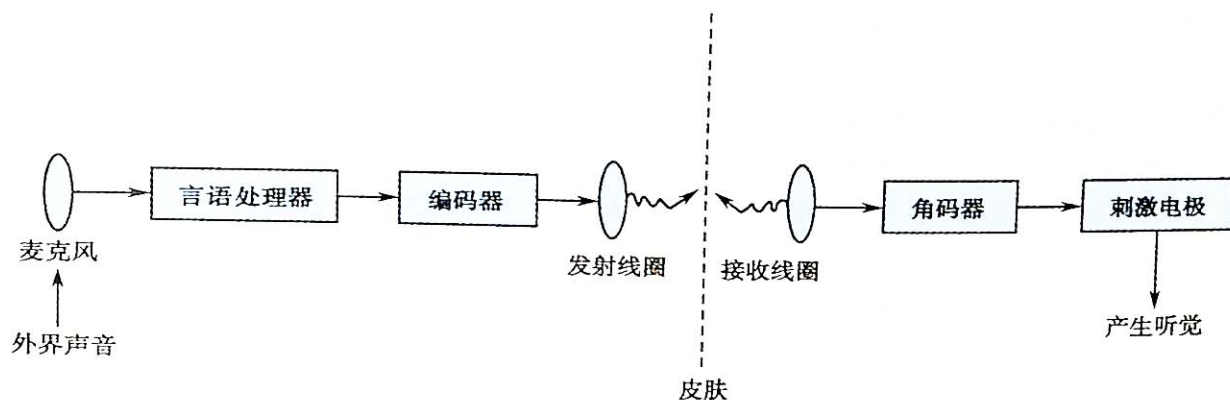 麦克风
外界声音
言语处理器
编码器
发射线圈
皮肤
接收线圈
角码器
刺激电极
产生听觉